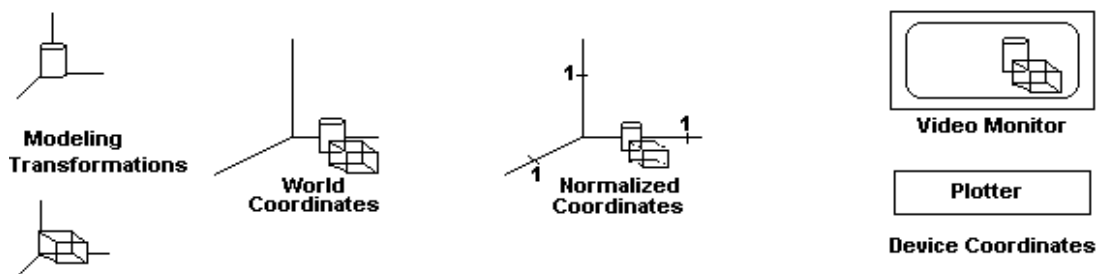 Modeling
Transformations
World
Coordinates
1
1
1
Normalized
Coordinates
Video Monitor
Plotter
Device Coordinates